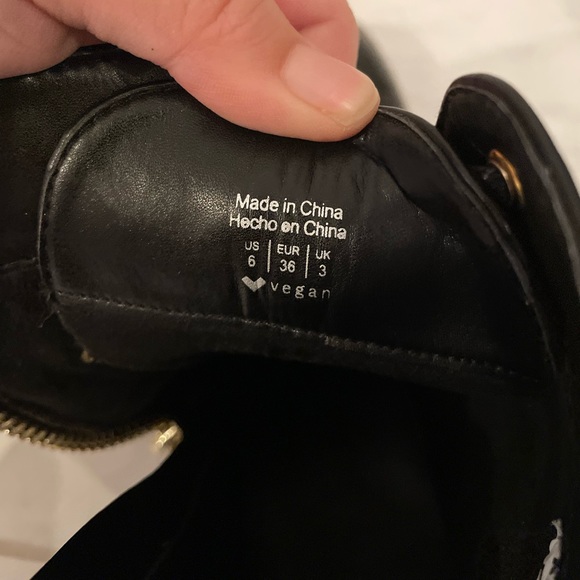 Made in China
Hecho en China
US | EUR | UK
6 | 36 | 3
vegan